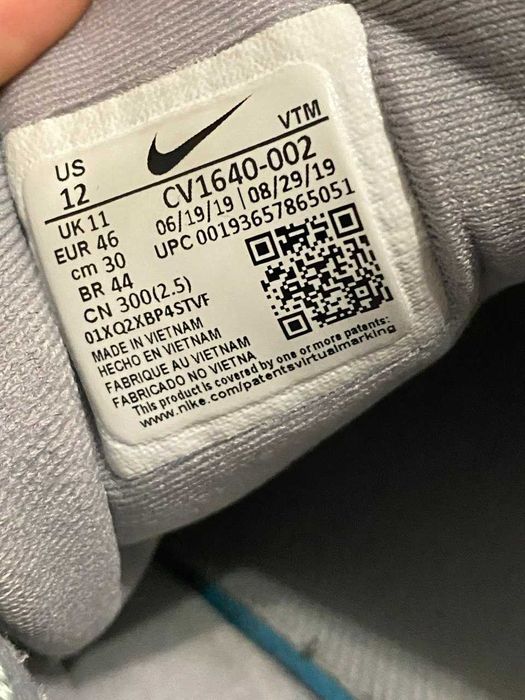 US
12
VTM
CV1640-002
UK 11
06/19/19 | 08/29/19
EUR 46
UPC 00193657865051
cm 30
BR 44
CN 300(2.5)
01XQ2XBP4STVF
MADE IN VIETNAM
HECHO EN VIETNAM
FABRIQUE AU VIETNAM
FABRICADO NO VIETNA
This product is covered by one or more patents:
www.nike.com/patentsvirtualmarking